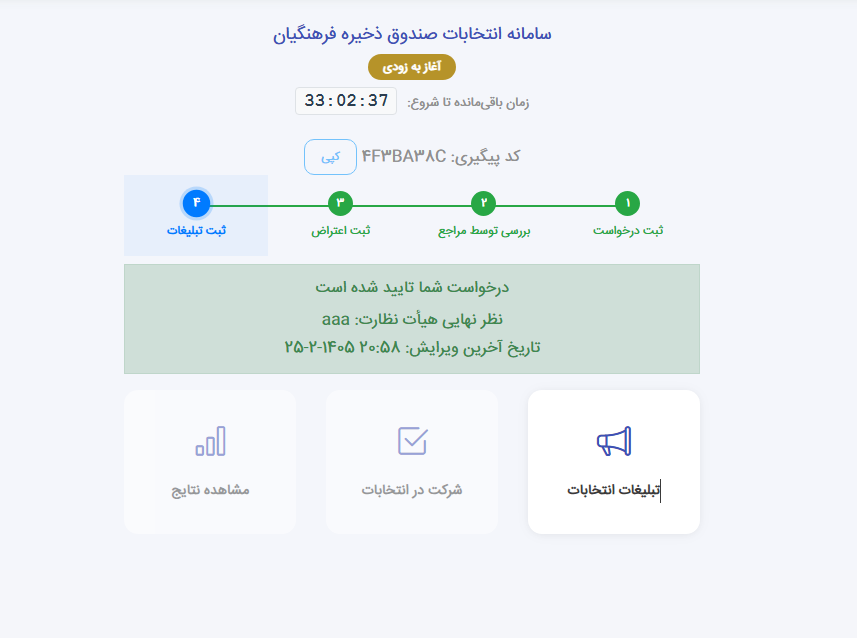 سامانه انتخابات صندوق ذخیره فرهنگیان
آغاز به زودی
زمان باقی‌مانده تا شروع: 33:02:37
کد پیگیری: ۴F۳BA۳۸C کپی
۱ ۲ ۳ ۴
ثبت درخواست بررسی توسط مراجع ثبت اعتراض ثبت تبلیغات
درخواست شما تایید شده است
نظر نهایی هیأت نظارت: aaa
تاریخ آخرین ویرایش: ۲۰:۵۸ ۱۴۰۵-۲-۲۵
تبلیغات انتخابات شرکت در انتخابات مشاهده نتایج